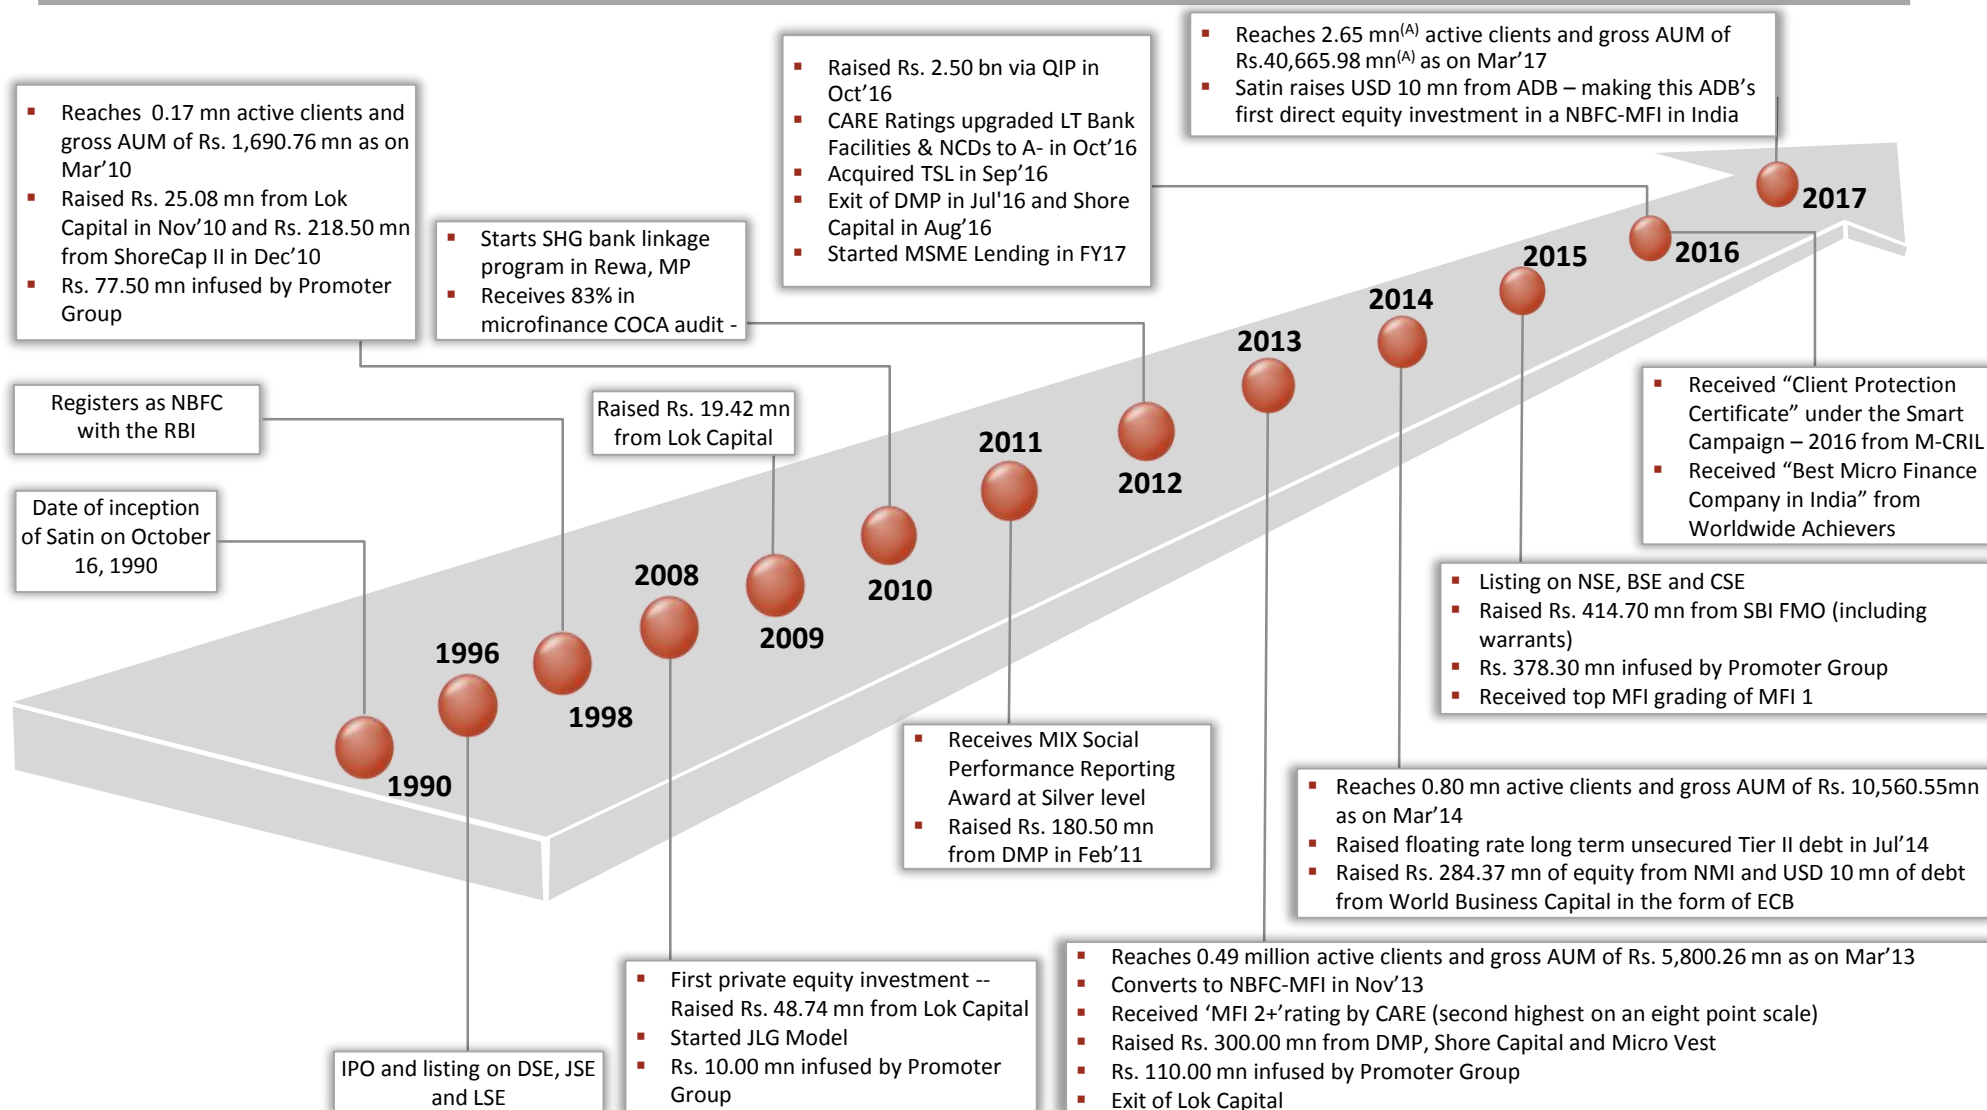 ▪ Reaches 0.17 mn active clients and
gross AUM of Rs. 1,690.76 mn as on
Mar’10
▪ Raised Rs. 25.08 mn from Lok
Capital in Nov’10 and Rs. 218.50 mn
from ShoreCap II in Dec’10
▪ Rs. 77.50 mn infused by Promoter
Group
▪ Starts SHG bank linkage
program in Rewa, MP
▪ Receives 83% in
microfinance COCA audit -
▪ Raised Rs. 2.50 bn via QIP in
Oct’16
▪ CARE Ratings upgraded LT Bank
Facilities & NCDs to A- in Oct’16
▪ Acquired TSL in Sep’16
▪ Exit of DMP in Jul'16 and Shore
Capital in Aug’16
▪ Started MSME Lending in FY17
▪ Reaches 2.65 mn(A) active clients and gross AUM of
Rs.40,665.98 mn(A) as on Mar’17
▪ Satin raises USD 10 mn from ADB – making this ADB’s
first direct equity investment in a NBFC-MFI in India
Registers as NBFC
with the RBI
Raised Rs. 19.42 mn
from Lok Capital
Date of inception
of Satin on October
16, 1990
1990
1996
1998
2008
2009
2010
2011
2012
2013
2014
2015
2016
2017
▪ Received “Client Protection
Certificate” under the Smart
Campaign – 2016 from M-CRIL
▪ Received “Best Micro Finance
Company in India” from
Worldwide Achievers
▪ Listing on NSE, BSE and CSE
▪ Raised Rs. 414.70 mn from SBI FMO (including
warrants)
▪ Rs. 378.30 mn infused by Promoter Group
▪ Received top MFI grading of MFI 1
▪ Receives MIX Social
Performance Reporting
Award at Silver level
▪ Raised Rs. 180.50 mn
from DMP in Feb’11
▪ Reaches 0.80 mn active clients and gross AUM of Rs. 10,560.55mn
as on Mar’14
▪ Raised floating rate long term unsecured Tier II debt in Jul’14
▪ Raised Rs. 284.37 mn of equity from NMI and USD 10 mn of debt
from World Business Capital in the form of ECB
IPO and listing on DSE, JSE
and LSE
▪ First private equity investment --
Raised Rs. 48.74 mn from Lok Capital
▪ Started JLG Model
▪ Rs. 10.00 mn infused by Promoter
Group
▪ Reaches 0.49 million active clients and gross AUM of Rs. 5,800.26 mn as on Mar’13
▪ Converts to NBFC-MFI in Nov’13
▪ Received ‘MFI 2+’rating by CARE (second highest on an eight point scale)
▪ Raised Rs. 300.00 mn from DMP, Shore Capital and Micro Vest
▪ Rs. 110.00 mn infused by Promoter Group
▪ Exit of Lok Capital